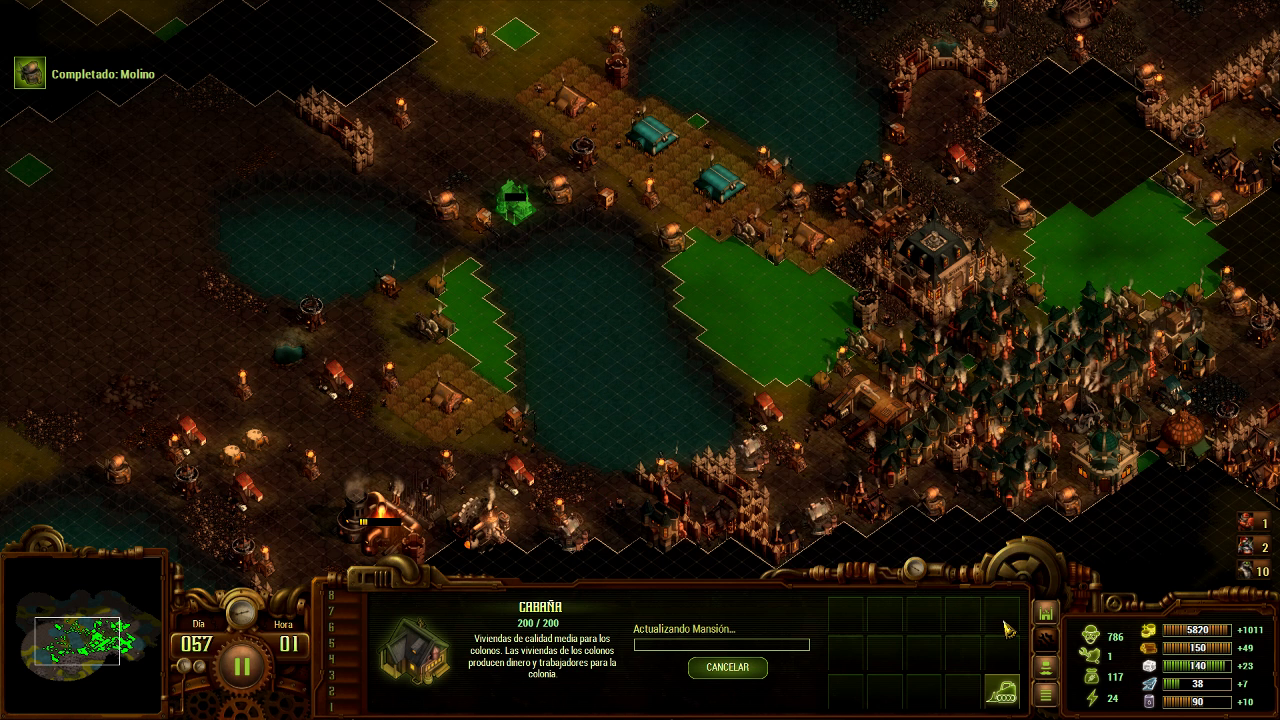 Completado: Molino
1
2
10
Día
Hora
057
01
8
7
6
5
4
3
2
1
CABAÑA
200 / 200
Viviendas de calidad media para los
colonos. Las viviendas de los colonos
producen dinero y trabajadores para la
colonia.
Actualizando Mansión...
CANCELAR
786
1
117
24
5820 +1011
150 +49
140 +23
38 +7
90 +10